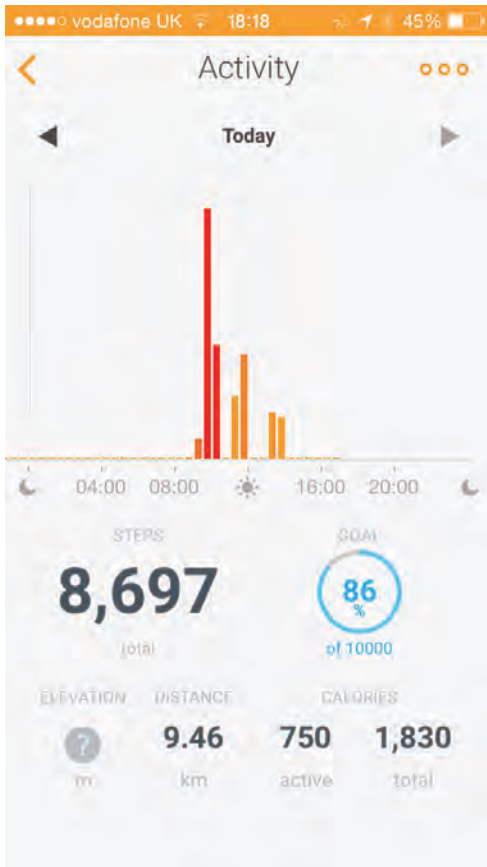 vodafone UK 18:18 45%
Activity
Today
04:00 08:00 16:00 20:00
STEPS GOAL
8,697 86
%
total of 10000
ELEVATION DISTANCE CALORIES
? 9.46 750 1,830
m km active total